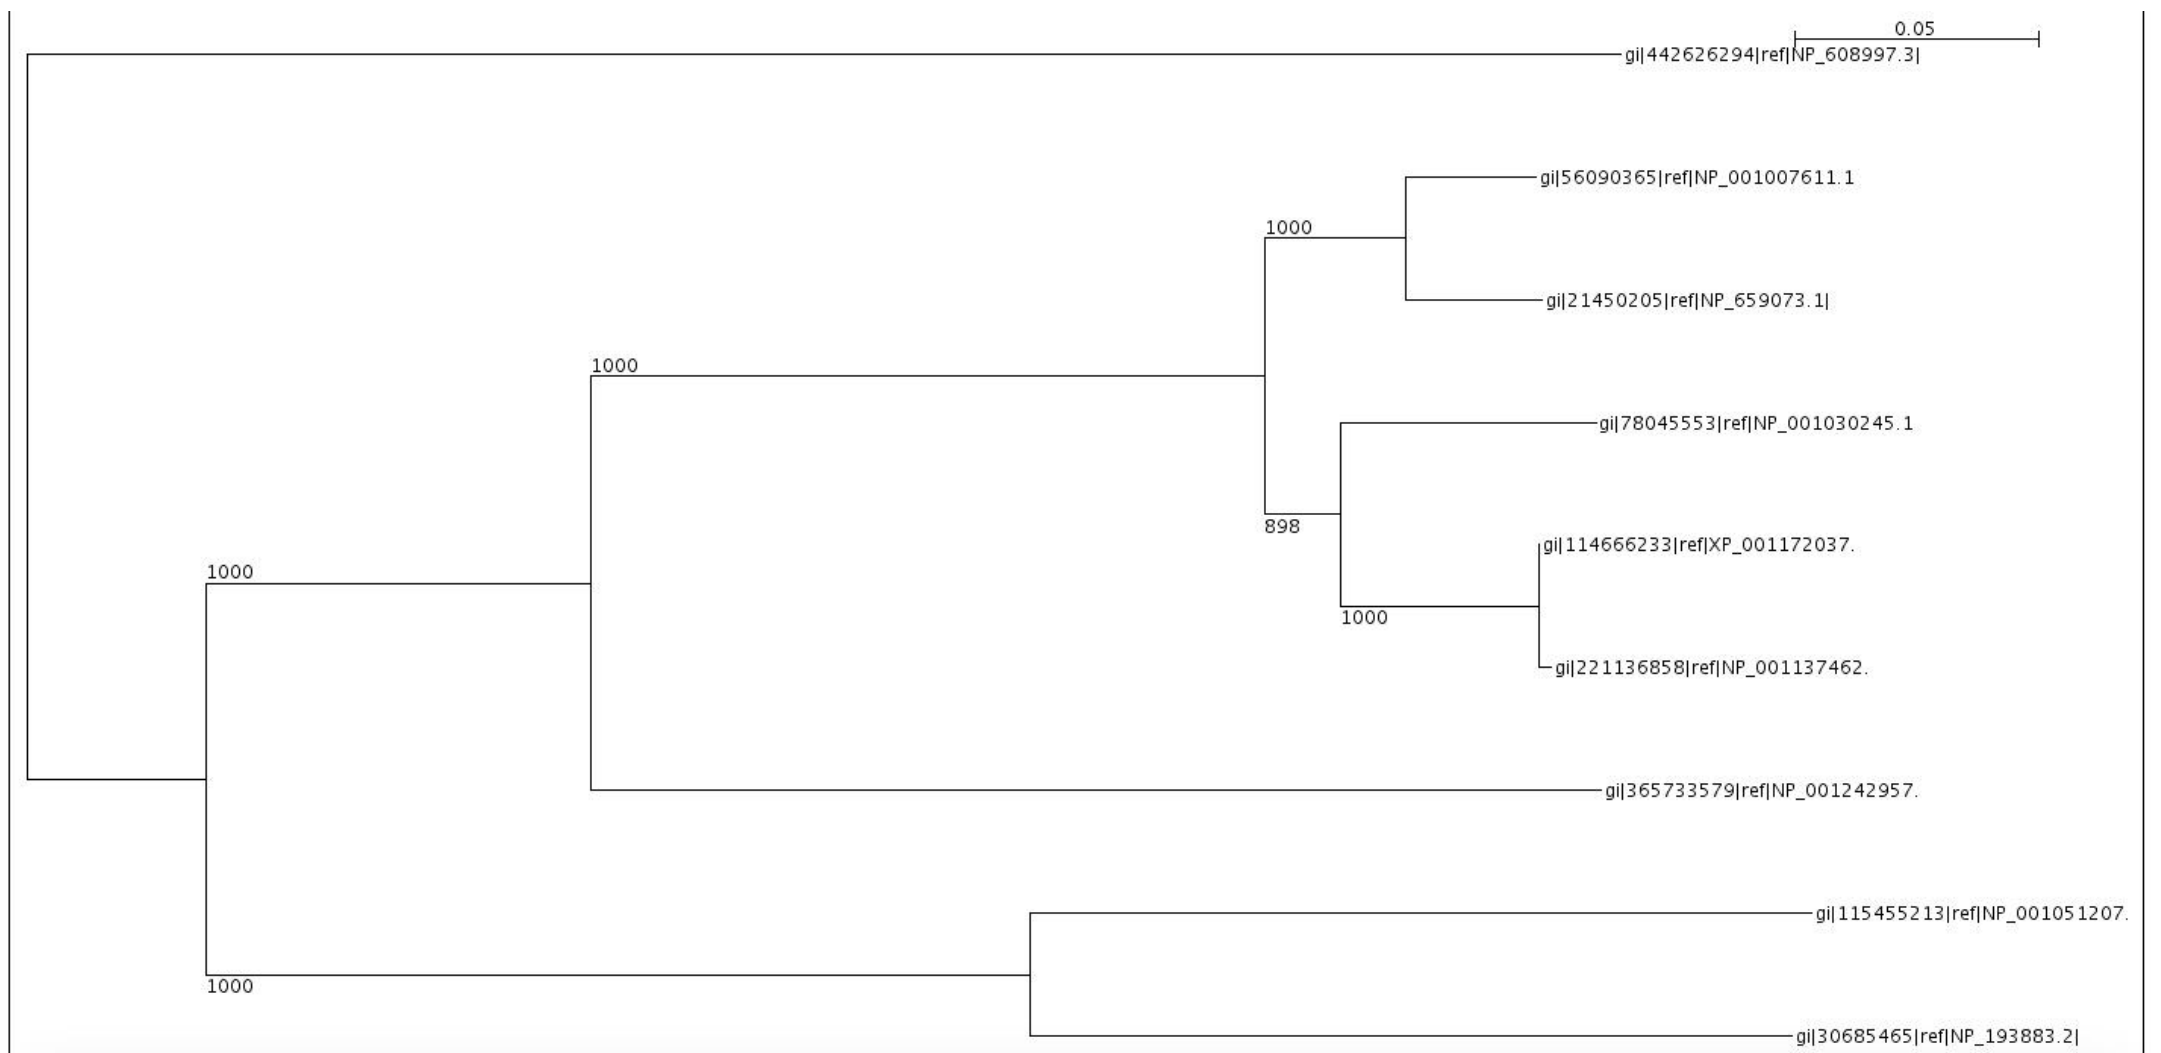 0.05
gi|442626294|ref|NP_608997.3|
gi|56090365|ref|NP_001007611.1
1000
gi|21450205|ref|NP_659073.1|
1000
gi|78045553|ref|NP_001030245.1
898
gi|114666233|ref|XP_001172037.
1000
1000
gi|221136858|ref|NP_001137462.
gi|365733579|ref|NP_001242957.
gi|115455213|ref|NP_001051207.
1000
gi|30685465|ref|NP_193883.2|